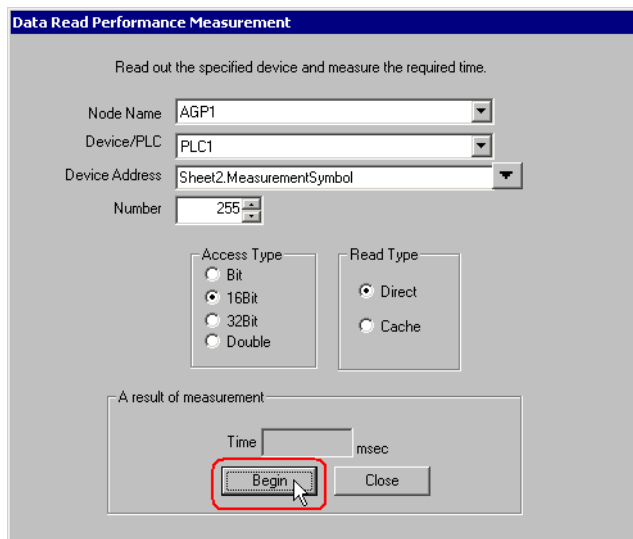 Data Read Performance Measurement
Read out the specified device and measure the required time.
Node Name AGP1
Device/PLC PLC1
Device Address Sheet2.MeasurementSymbol
Number 255
Access Type Read Type
Bit
16Bit Direct
32Bit Cache
Double
A result of measurement
Time msec
Begin Close